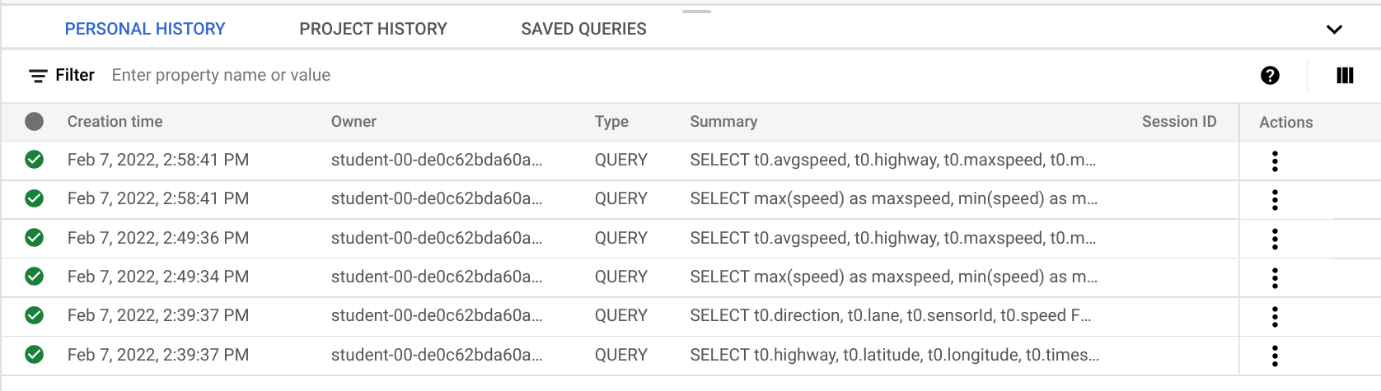 PERSONAL HISTORY PROJECT HISTORY SAVED QUERIES
Filter Enter property name or value
Creation time Owner Type Summary Session ID Actions
Feb 7, 2022, 2:58:41 PM student-00-de0c62bda60a... QUERY SELECT t0.avgspeed, t0.highway, t0.maxspeed, t0.m...
Feb 7, 2022, 2:58:41 PM student-00-de0c62bda60a... QUERY SELECT max(speed) as maxspeed, min(speed) as m...
Feb 7, 2022, 2:49:36 PM student-00-de0c62bda60a... QUERY SELECT t0.avgspeed, t0.highway, t0.maxspeed, t0.m...
Feb 7, 2022, 2:49:34 PM student-00-de0c62bda60a... QUERY SELECT max(speed) as maxspeed, min(speed) as m...
Feb 7, 2022, 2:39:37 PM student-00-de0c62bda60a... QUERY SELECT t0.direction, t0.lane, t0.sensorId, t0.speed F...
Feb 7, 2022, 2:39:37 PM student-00-de0c62bda60a... QUERY SELECT t0.highway, t0.latitude, t0.longitude, t0.times...